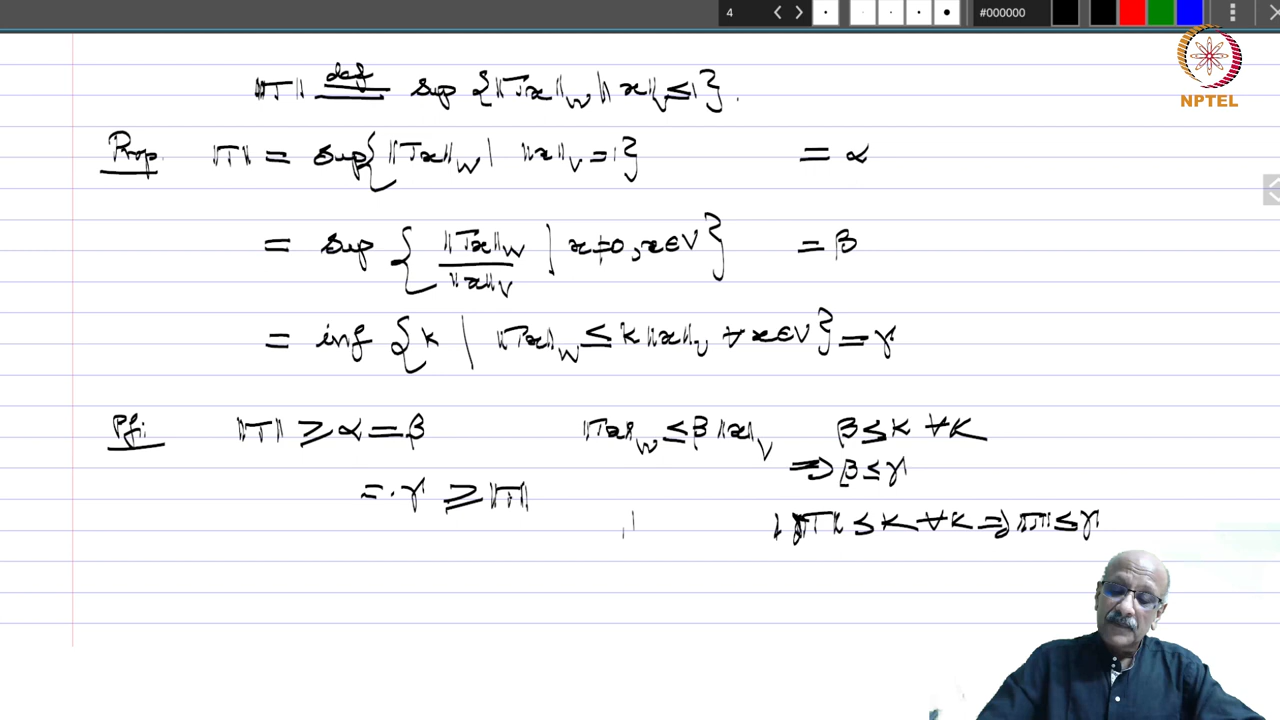 4 #000000
NPTEL
‖T‖ def= sup {‖Tx‖_W | ‖x‖_V ≤ 1}.
Prop. ‖T‖ = sup{‖Tx‖_W | ‖x‖_V = 1} = α
= sup { ‖Tx‖_W / ‖x‖_V | x ≠ 0, x ∈ V } = β
= inf {K | ‖Tx‖_W ≤ K‖x‖_V ∀ x ∈ V} = γ
Pf: ‖T‖ ≥ α = β ‖Tx‖_W ≤ β‖x‖_V β ≤ K ∀K
⇒ β ≤ γ
= γ ≥ ‖T‖
‖T‖ ≤ K ∀K ⇒ ‖T‖ ≤ γ